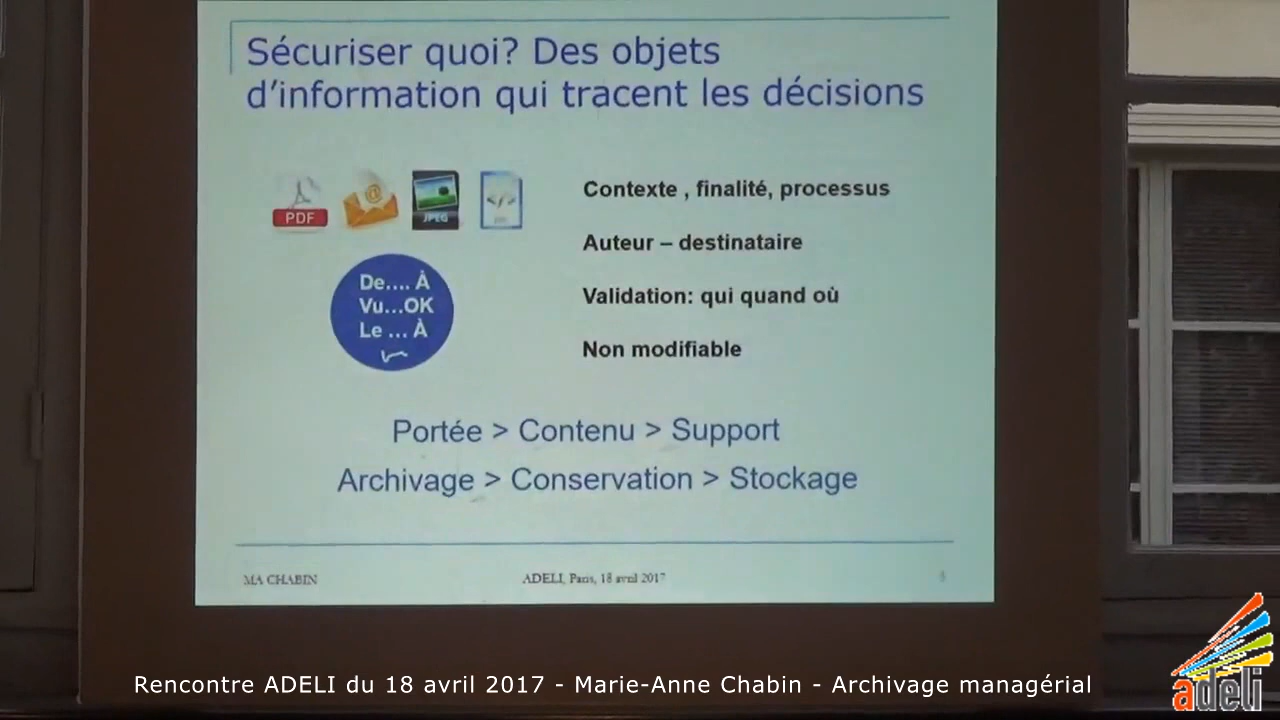 Sécuriser quoi? Des objets
d'information qui tracent les décisions
PDF
@
JPEG
</>
Contexte , finalité, processus
Auteur – destinataire
Validation: qui quand où
Non modifiable
De.... À
Vu...OK
Le ... À
Portée > Contenu > Support
Archivage > Conservation > Stockage
MA CHABIN
ADELI, Paris, 18 avril 2017
Rencontre ADELI du 18 avril 2017 - Marie-Anne Chabin - Archivage managérial
adeli